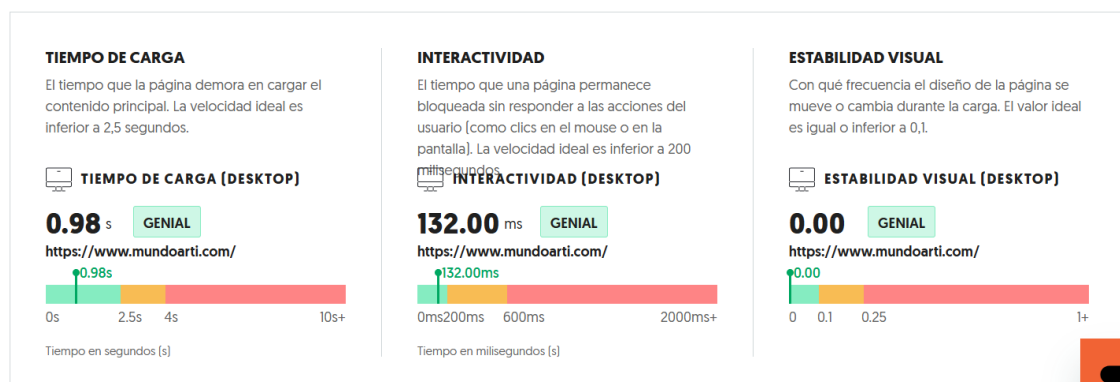 TIEMPO DE CARGA
El tiempo que la página demora en cargar el
contenido principal. La velocidad ideal es
inferior a 2,5 segundos.
TIEMPO DE CARGA (DESKTOP)
0.98 s GENIAL
https://www.mundoarti.com/
0.98s
0s 2.5s 4s 10s+
Tiempo en segundos (s)
INTERACTIVIDAD
El tiempo que una página permanece
bloqueada sin responder a las acciones del
usuario (como clics en el mouse o en la
pantalla). La velocidad ideal es inferior a 200
milisegundos.
INTERACTIVIDAD (DESKTOP)
132.00 ms GENIAL
https://www.mundoarti.com/
132.00ms
0ms 200ms 600ms 2000ms+
Tiempo en milisegundos (s)
ESTABILIDAD VISUAL
Con qué frecuencia el diseño de la página se
mueve o cambia durante la carga. El valor ideal
es igual o inferior a 0,1.
ESTABILIDAD VISUAL (DESKTOP)
0.00 GENIAL
https://www.mundoarti.com/
0.00
0 0.1 0.25 1+